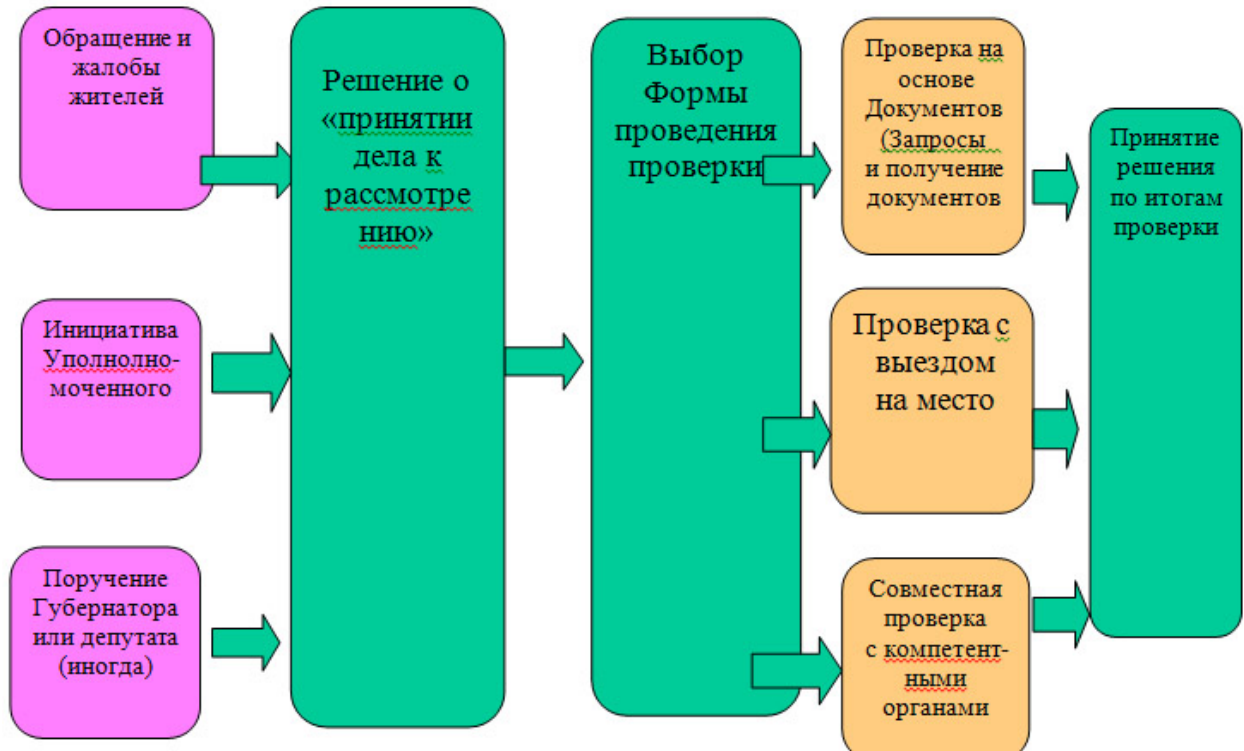 Обращение и
жалобы
жителей
Инициатива
Уполнолно-
моченного
Поручение
Губернатора
или депутата
(иногда)
Решение о
«принятии
дела к
рассмотре
нию»
Выбор
Формы
проведения
проверки
Проверка на
основе
Документов
(Запросы
и получение
документов
Проверка с
выездом
на место
Совместная
проверка
с компетент-
ными
органами
Принятие
решения
по итогам
проверки